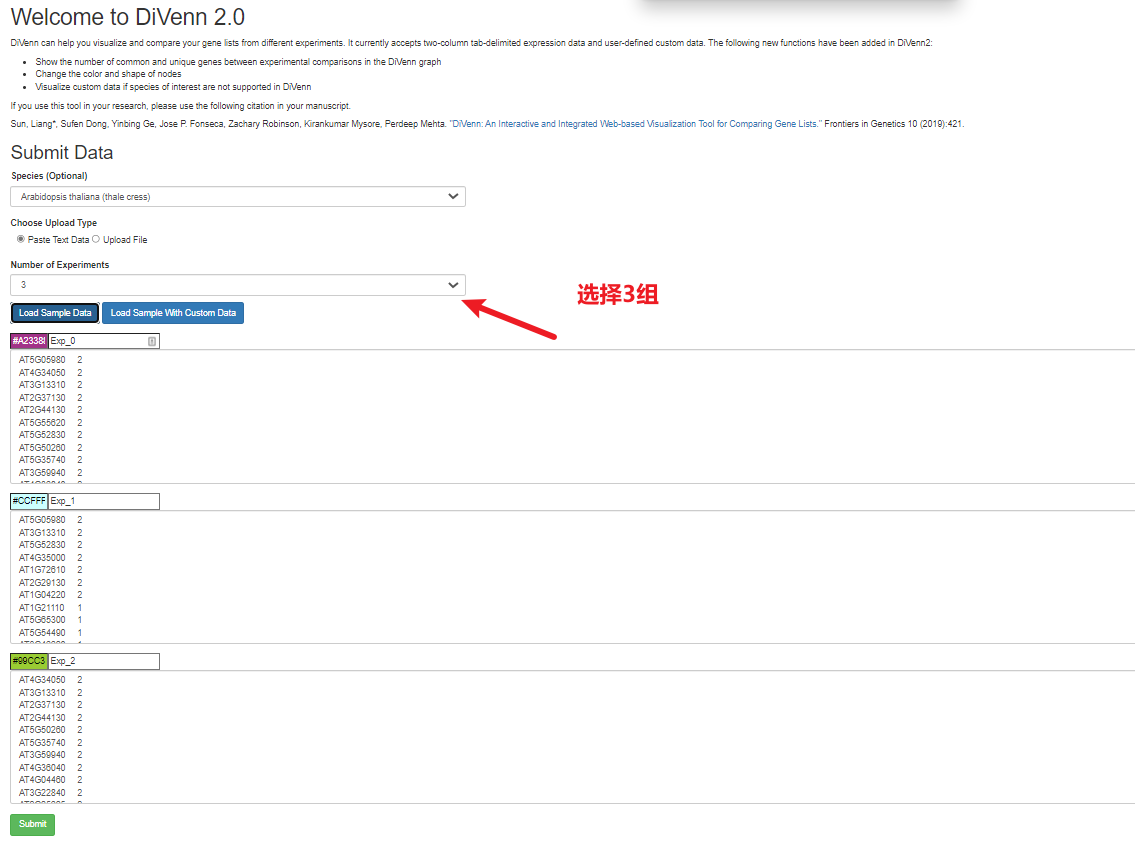 Welcome to DiVenn 2.0
DiVenn can help you visualize and compare your gene lists from different experiments. It currently accepts two-column tab-delimited expression data and user-defined custom data. The following new functions have been added in DiVenn2:
Show the number of common and unique genes between experimental comparisons in the DiVenn graph
Change the color and shape of nodes
Visualize custom data if species of interest are not supported in DiVenn
If you use this tool in your research, please use the following citation in your manuscript.
Sun, Liang*, Sufen Dong, Yinbing Ge, Jose P. Fonseca, Zachary Robinson, Kirankumar Mysore, Perdeep Mehta. "DiVenn: An Interactive and Integrated Web-based Visualization Tool for Comparing Gene Lists." Frontiers in Genetics 10 (2019):421.
Submit Data
Species (Optional)
Arabidopsis thaliana (thale cress)
Choose Upload Type
Paste Text Data Upload File
Number of Experiments
3
选择3组
Load Sample Data Load Sample With Custom Data
#A2338 Exp_0
AT5G05980 2
AT4G34050 2
AT3G13310 2
AT2G37130 2
AT2G44130 2
AT5G55620 2
AT5G52830 2
AT5G50260 2
AT5G35740 2
AT3G59940 2
#CCFFF Exp_1
AT5G05980 2
AT3G13310 2
AT5G52830 2
AT4G35000 2
AT1G72610 2
AT2G29130 2
AT1G04220 2
AT1G21110 1
AT5G65300 1
AT5G54490 1
#99CC3 Exp_2
AT4G34050 2
AT3G13310 2
AT2G37130 2
AT2G44130 2
AT5G50260 2
AT5G35740 2
AT3G59940 2
AT4G36040 2
AT4G04460 2
AT3G22840 2
Submit